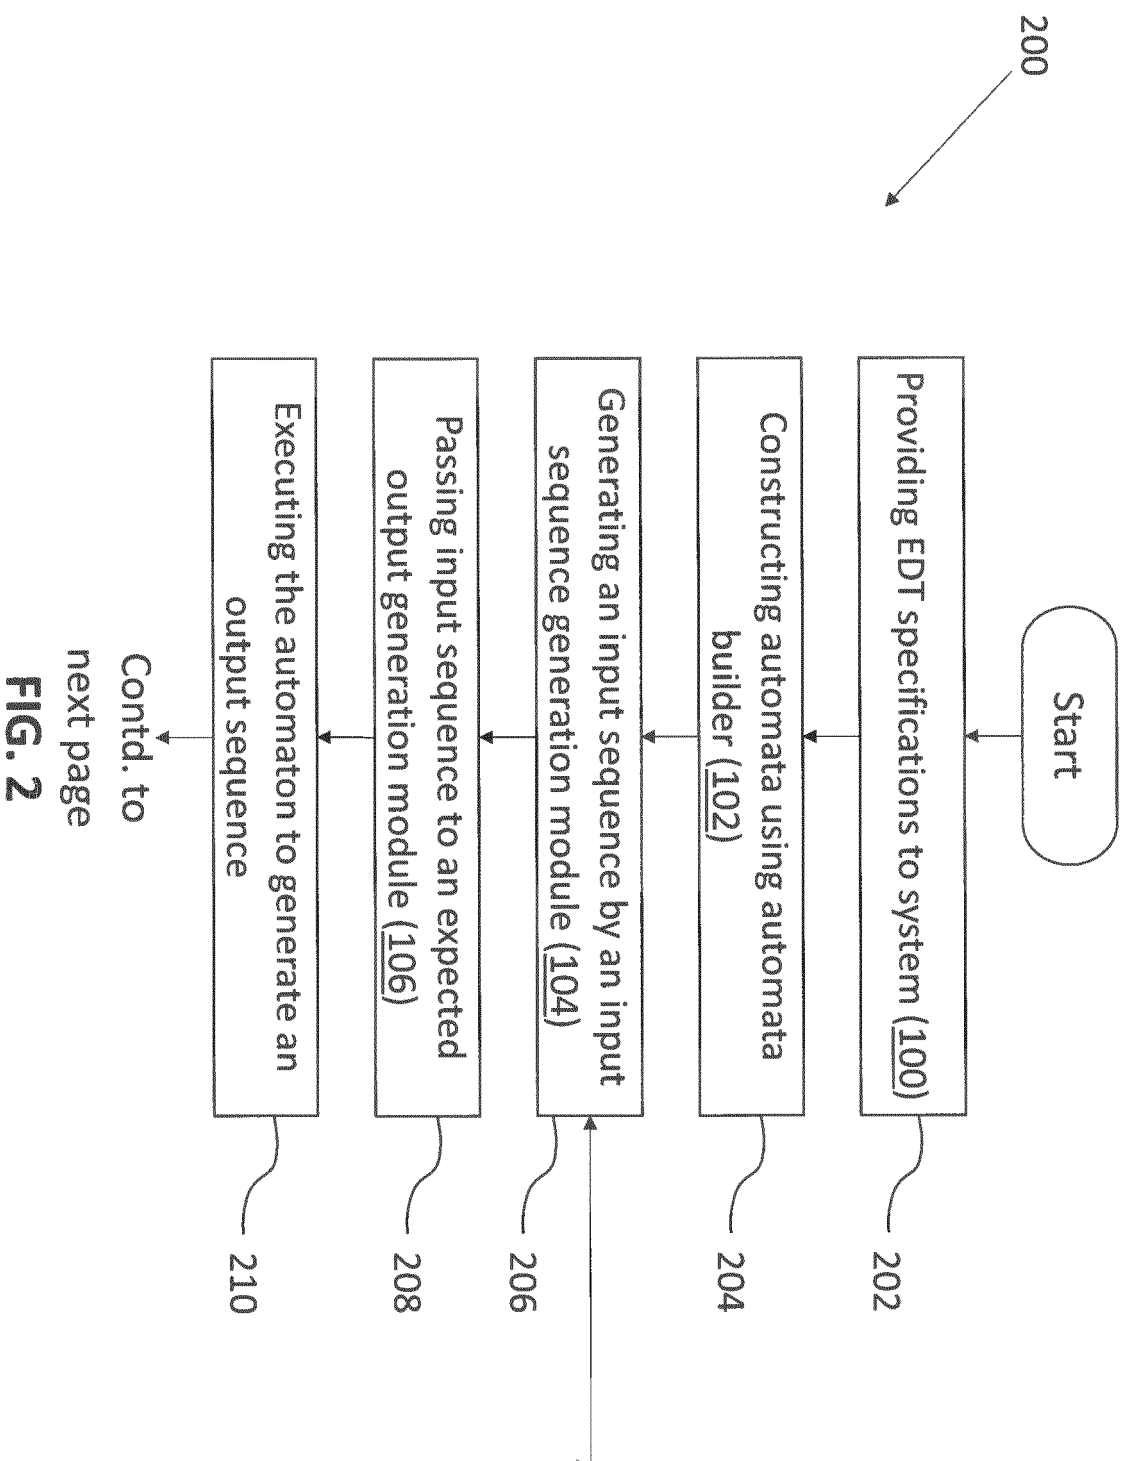 200
Start
Providing EDT specifications to system (100)
202
Constructing automata using automata
builder (102)
204
Generating an input sequence by an input
sequence generation module (104)
206
Passing input sequence to an expected
output generation module (106)
208
Executing the automaton to generate an
output sequence
210
Contd. to
next page
FIG. 2